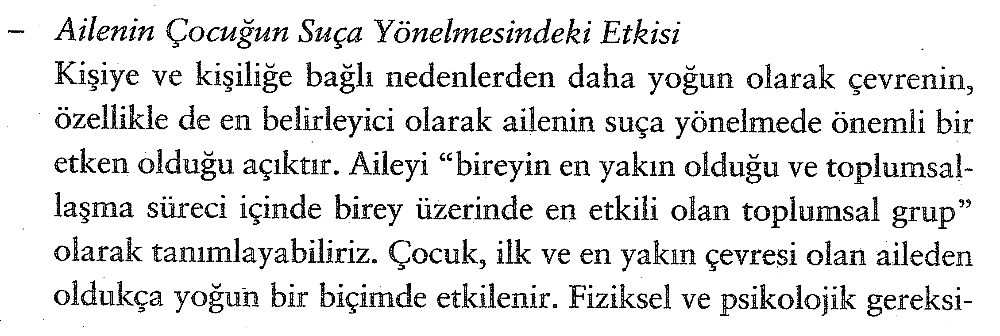 – Ailenin Çocuğun Suça Yönelmesindeki Etkisi
Kişiye ve kişiliğe bağlı nedenlerden daha yoğun olarak çevrenin,
özellikle de en belirleyici olarak ailenin suça yönelmede önemli bir
etken olduğu açıktır. Aileyi “bireyin en yakın olduğu ve toplumsal-
laşma süreci içinde birey üzerinde en etkili olan toplumsal grup”
olarak tanımlayabiliriz. Çocuk, ilk ve en yakın çevresi olan aileden
oldukça yoğun bir biçimde etkilenir. Fiziksel ve psikolojik gereksi-